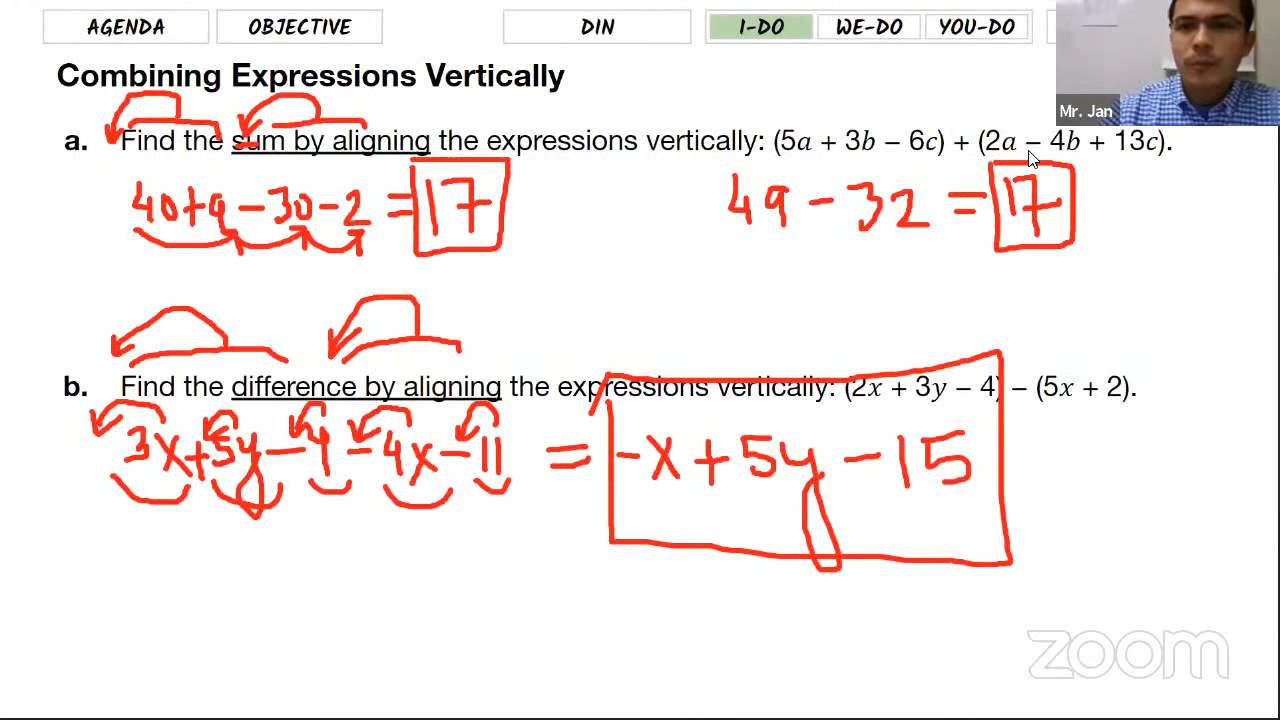 AGENDA OBJECTIVE DIN I-DO WE-DO YOU-DO
Combining Expressions Vertically
Mr. Jan
a. Find the sum by aligning the expressions vertically: (5a + 3b − 6c) + (2a − 4b + 13c).
40+9−30−2 = 17 49−32 = 17
b. Find the difference by aligning the expressions vertically: (2x + 3y − 4) − (5x + 2).
3x+5y−4−4x−11 = -x+5y−15
zoom